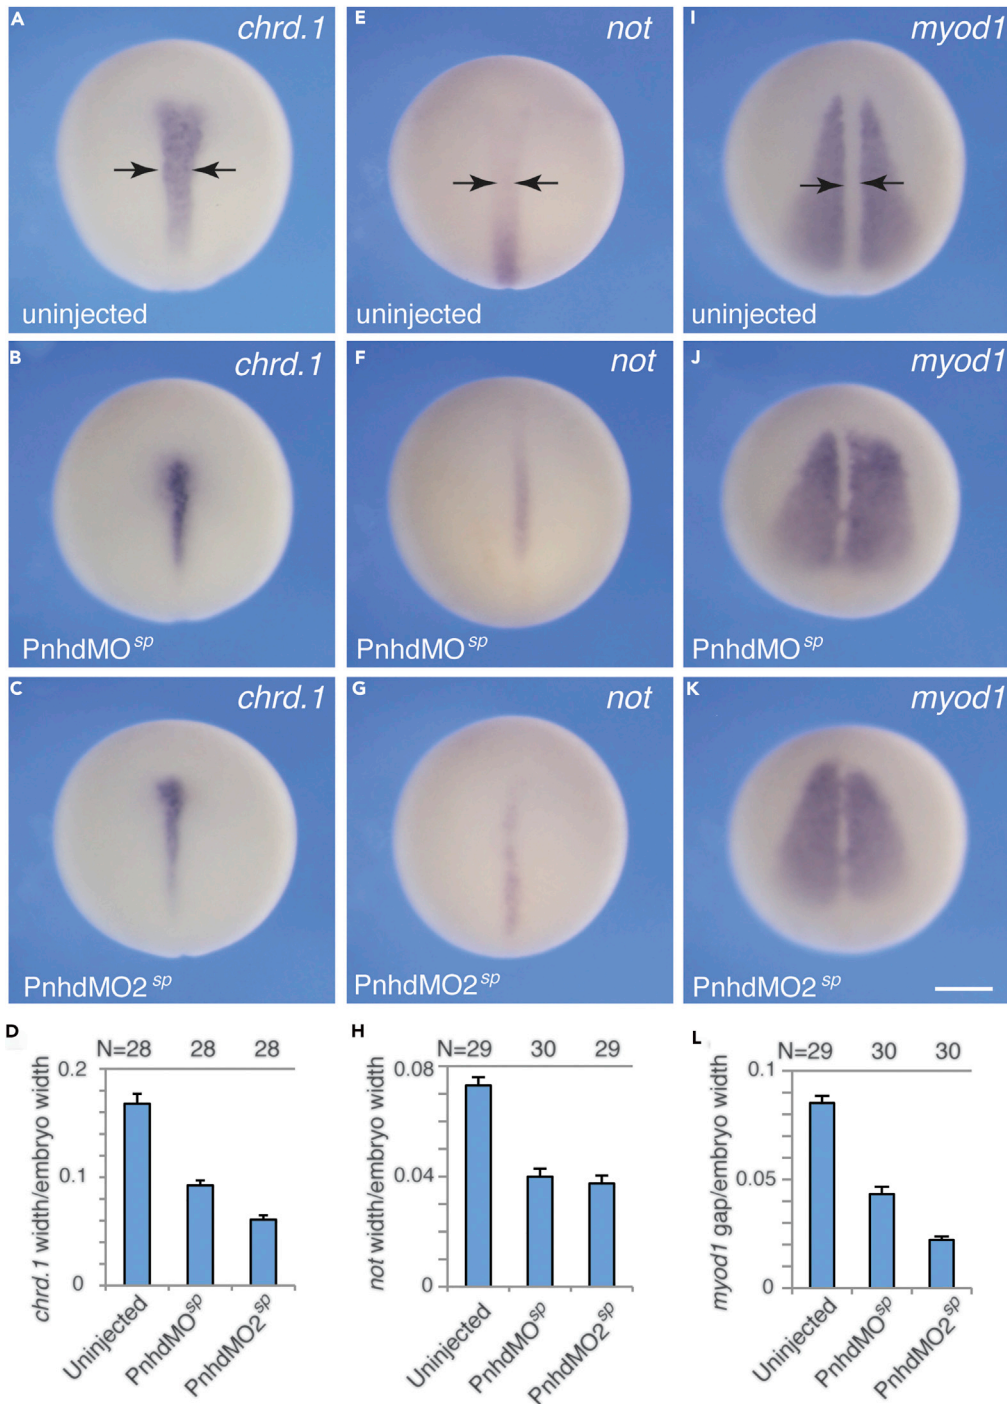 A
chrd.1
uninjected
E
not
uninjected
I
myod1
uninjected
B
chrd.1
PnhdMO^sp
F
not
PnhdMO^sp
J
myod1
PnhdMO^sp
C
chrd.1
PnhdMO2^sp
G
not
PnhdMO2^sp
K
myod1
PnhdMO2^sp
D
N=28 28 28
chrd.1 width/embryo width
0.2
0.1
0
Uninjected
PnhdMO^sp
PnhdMO2^sp
H
N=29 30 29
not width/embryo width
0.08
0.04
0
Uninjected
PnhdMO^sp
PnhdMO2^sp
L
N=29 30 30
myod1 gap/embryo width
0.1
0.05
0
Uninjected
PnhdMO^sp
PnhdMO2^sp